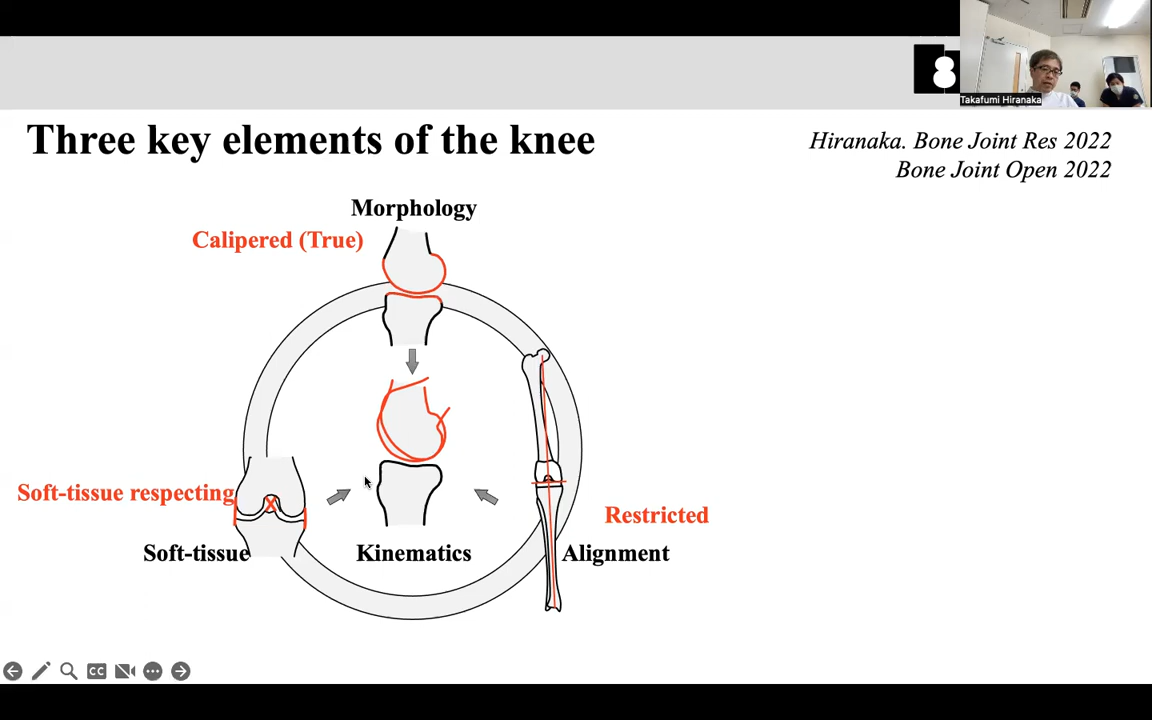 Takafumi Hiranaka
Three key elements of the knee
Hiranaka. Bone Joint Res 2022
Bone Joint Open 2022
Morphology
Calipered (True)
Soft-tissue respecting
Restricted
Soft-tissue
Kinematics
Alignment
CC